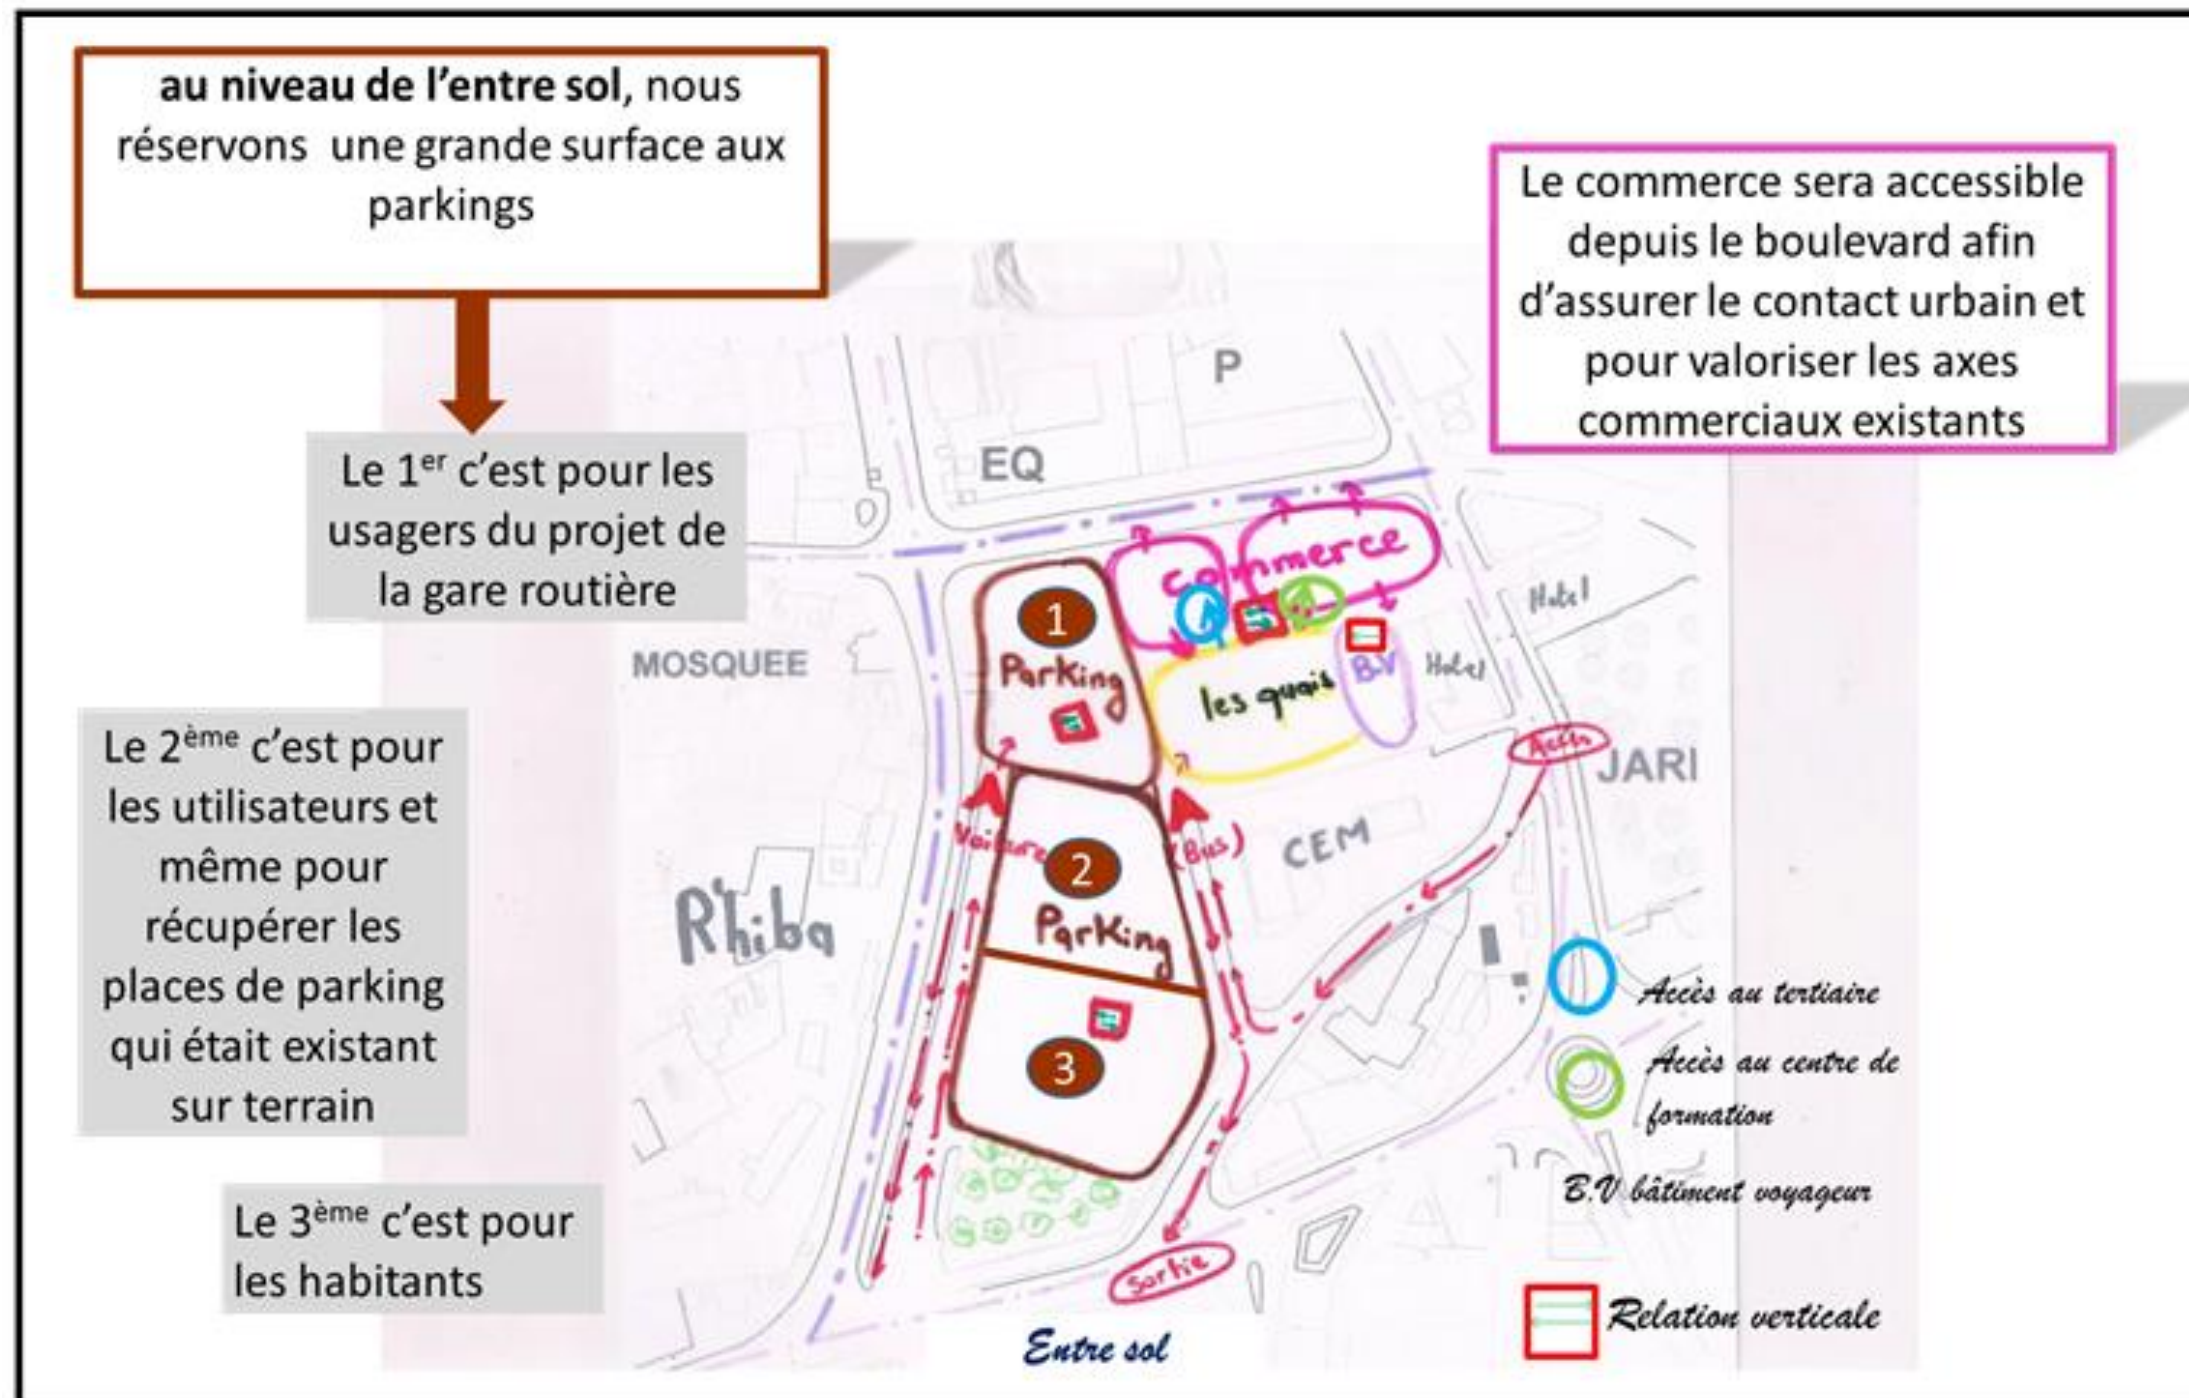 au niveau de l'entre sol, nous
réservons une grande surface aux
parkings
Le commerce sera accessible
depuis le boulevard afin
d'assurer le contact urbain et
pour valoriser les axes
commerciaux existants
Le 1er c'est pour les
usagers du projet de
la gare routière
Le 2ème c'est pour
les utilisateurs et
même pour
récupérer les
places de parking
qui était existant
sur terrain
Le 3ème c'est pour
les habitants
P
EQ
commerce
Hotel
1
MOSQUEE
Parking
les quais
B.V
Hotel
Accès
JARI
Voiture
2
(Bus)
CEM
R'hiba
Parking
3
Accès au tertiaire
Accès au centre de
formation
B.V bâtiment voyageur
Sortie
Relation verticale
Entre sol